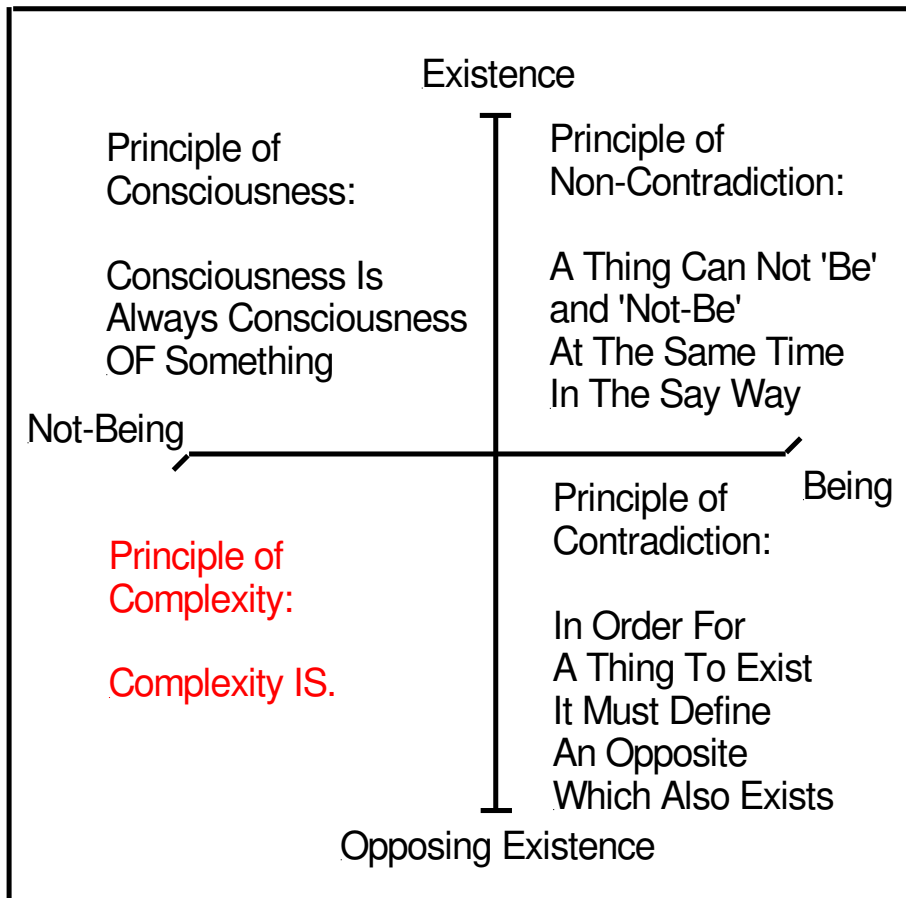 Existence
Principle of
Consciousness:
Consciousness Is
Always Consciousness
OF Something
Principle of
Non-Contradiction:
A Thing Can Not 'Be'
and 'Not-Be'
At The Same Time
In The Say Way
Not-Being
Being
Principle of
Complexity:
Complexity IS.
Principle of
Contradiction:
In Order For
A Thing To Exist
It Must Define
An Opposite
Which Also Exists
Opposing Existence